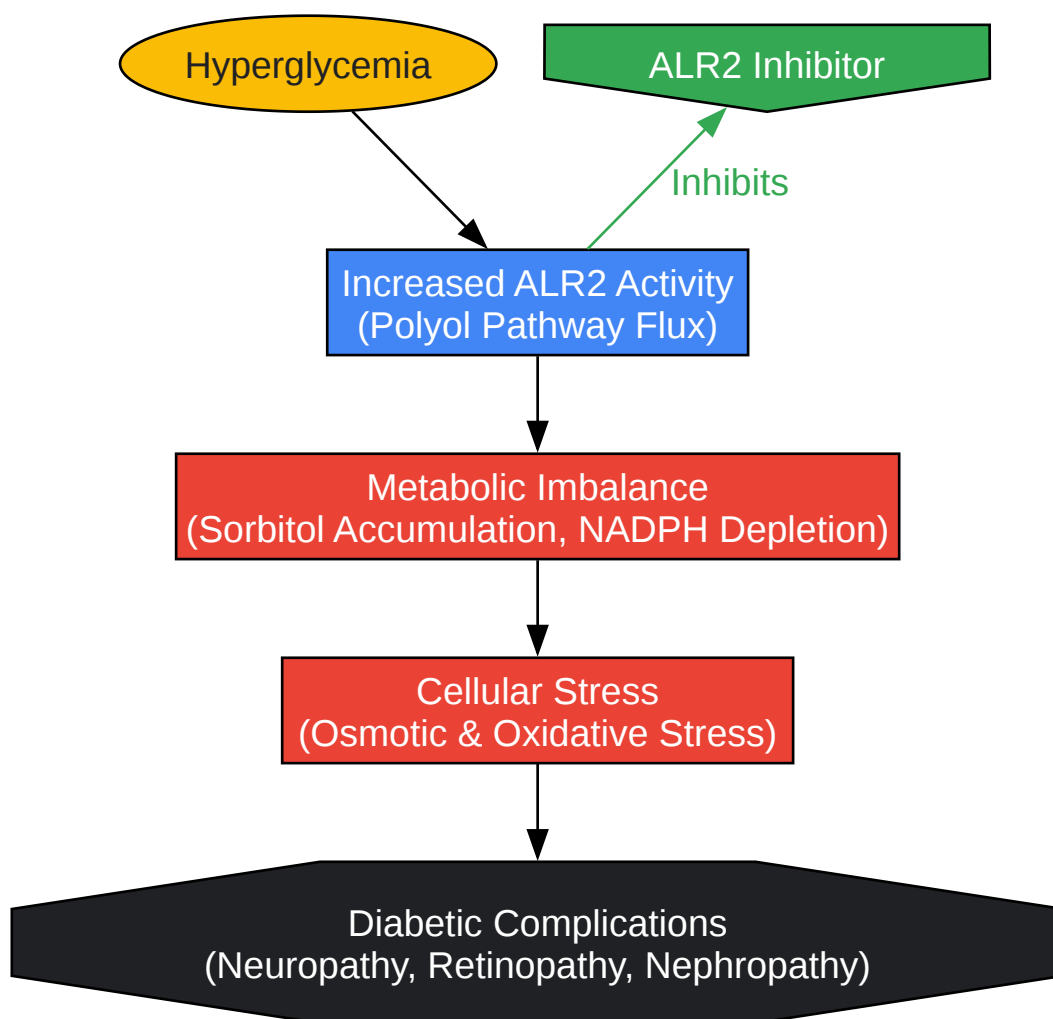 Hyperglycemia
ALR2 Inhibitor
Inhibits
Increased ALR2 Activity
(Polyol Pathway Flux)
Metabolic Imbalance
(Sorbitol Accumulation, NADPH Depletion)
Cellular Stress
(Osmotic & Oxidative Stress)
Diabetic Complications
(Neuropathy, Retinopathy, Nephropathy)